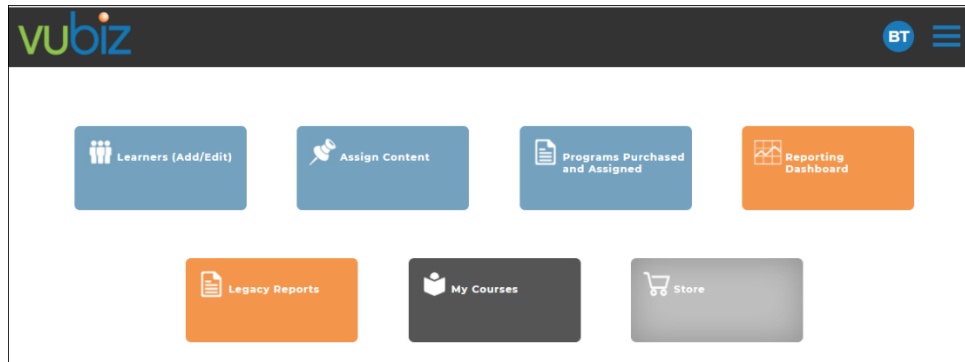 vubiz
BT
Learners (Add/Edit)
Assign Content
Programs Purchased
and Assigned
Reporting
Dashboard
Legacy Reports
My Courses
Store